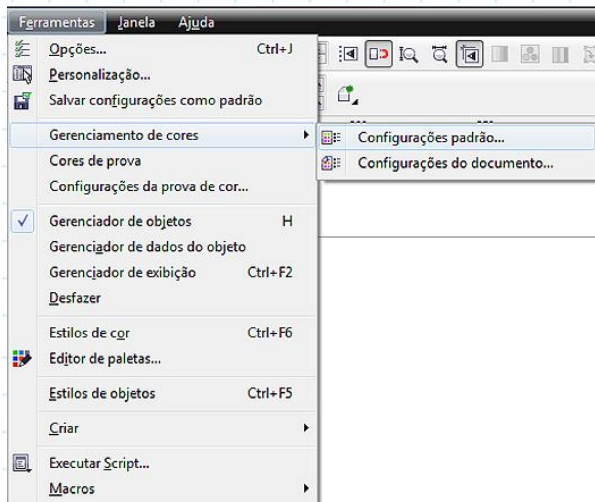 Ferramentas Janela Ajuda
Opções... Ctrl+J
Personalização...
Salvar configurações como padrão
Gerenciamento de cores
Configurações padrão...
Configurações do documento...
Cores de prova
Configurações da prova de cor...
Gerenciador de objetos H
Gerenciador de dados do objeto
Gerenciador de exibição Ctrl+F2
Desfazer
Estilos de cor Ctrl+F6
Editor de paletas...
Estilos de objetos Ctrl+F5
Criar
Executar Script...
Macros